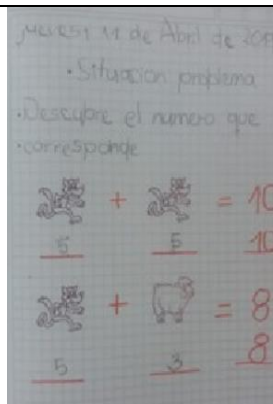 11 de Abril de
• Situacion problema
• Descubre el numero que
• corresponde
+ = 10
5 5 10
+ = 8
5 3 8